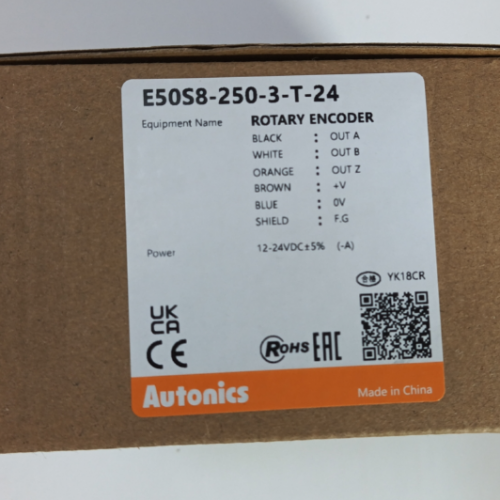 E50S8-250-3-T-24
Equipment Name ROTARY ENCODER
BLACK : OUT A
WHITE : OUT B
ORANGE : OUT Z
BROWN : +V
BLUE : 0V
SHIELD : F.G
Power 12-24VDC±5% (-A)
YK18CR
UK
CA
CE
RoHS EAC
Autonics
Made in China